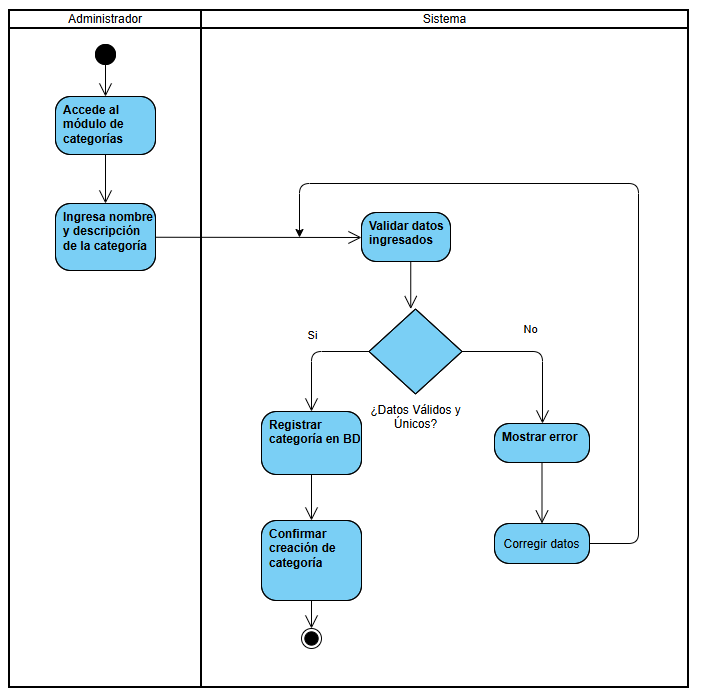 Administrador
Sistema
Accede al
módulo de
categorías
Ingresa nombre
y descripción
de la categoría
Validar datos
ingresados
Si
No
¿Datos Válidos y
Únicos?
Registrar
categoría en BD
Mostrar error
Confirmar
creación de
categoría
Corregir datos